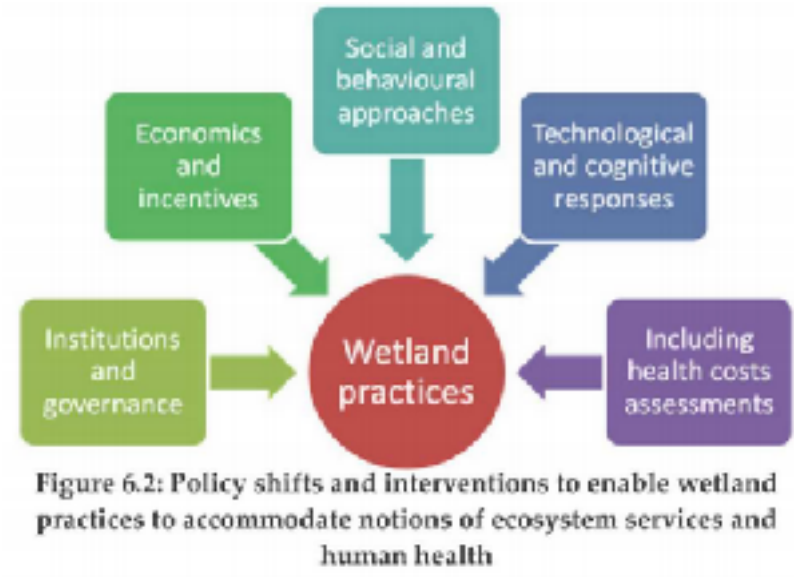 Social and
behavioural
approaches
Economics
and
incentives
Technological
and cognitive
responses
Institutions
and
governance
Wetland
practices
Including
health costs
assessments
Figure 6.2: Policy shifts and interventions to enable wetland
practices to accommodate notions of ecosystem services and
human health